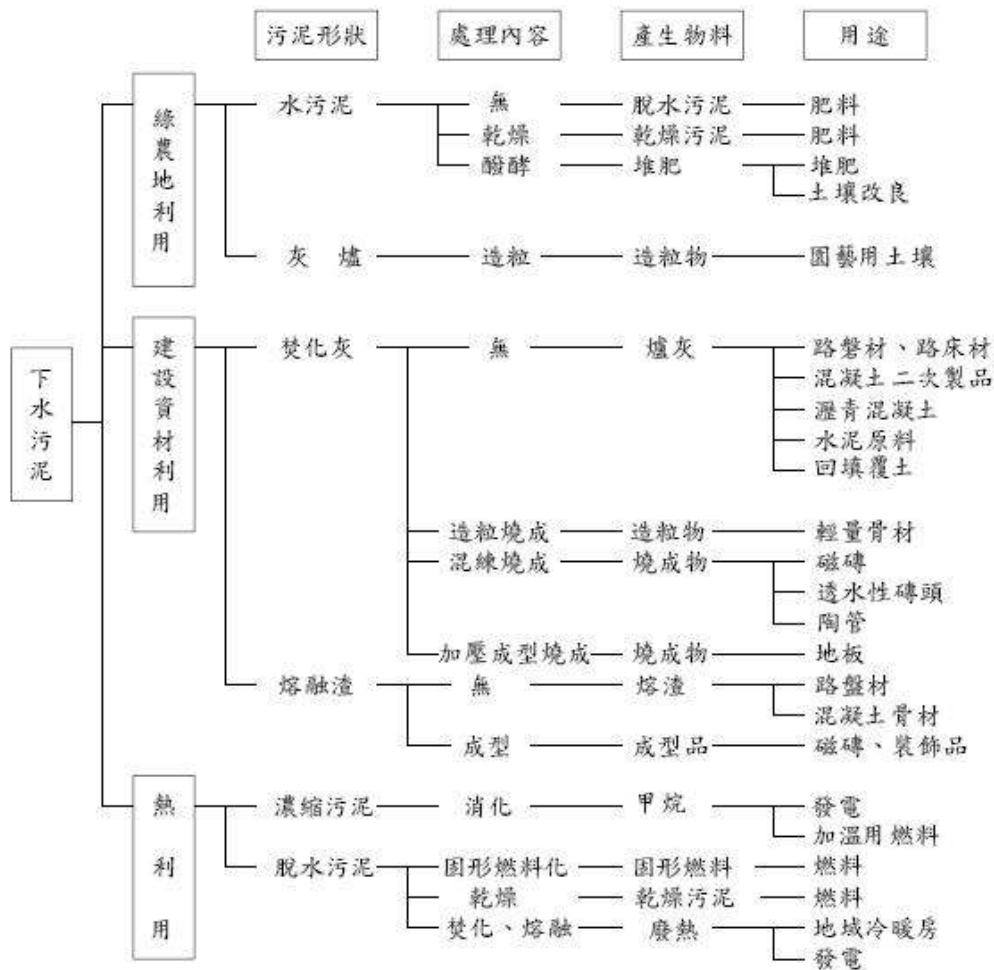 污泥形狀 處理內容 產生物料 用途
下水污泥
綠農地利用
水污泥 無 脫水污泥 肥料
乾燥 乾燥污泥 肥料
醱酵 堆肥 堆肥
土壤改良
灰 爐 造粒 造粒物 園藝用土壤
建設資材利用
焚化灰 無 爐灰 路磐材、路床材
混凝土二次製品
瀝青混凝土
水泥原料
回填覆土
造粒燒成 造粒物 輕量骨材
混練燒成 燒成物 磁磚
透水性磚頭
陶管
加壓成型燒成 燒成物 地板
熔融渣 無 熔渣 路盤材
混凝土骨材
成型 成型品 磁磚、裝飾品
熱利用
濃縮污泥 消化 甲烷 發電
加溫用燃料
脫水污泥 固形燃料化 固形燃料 燃料
乾燥 乾燥污泥 燃料
焚化、熔融 廢熱 地域冷暖房
發電